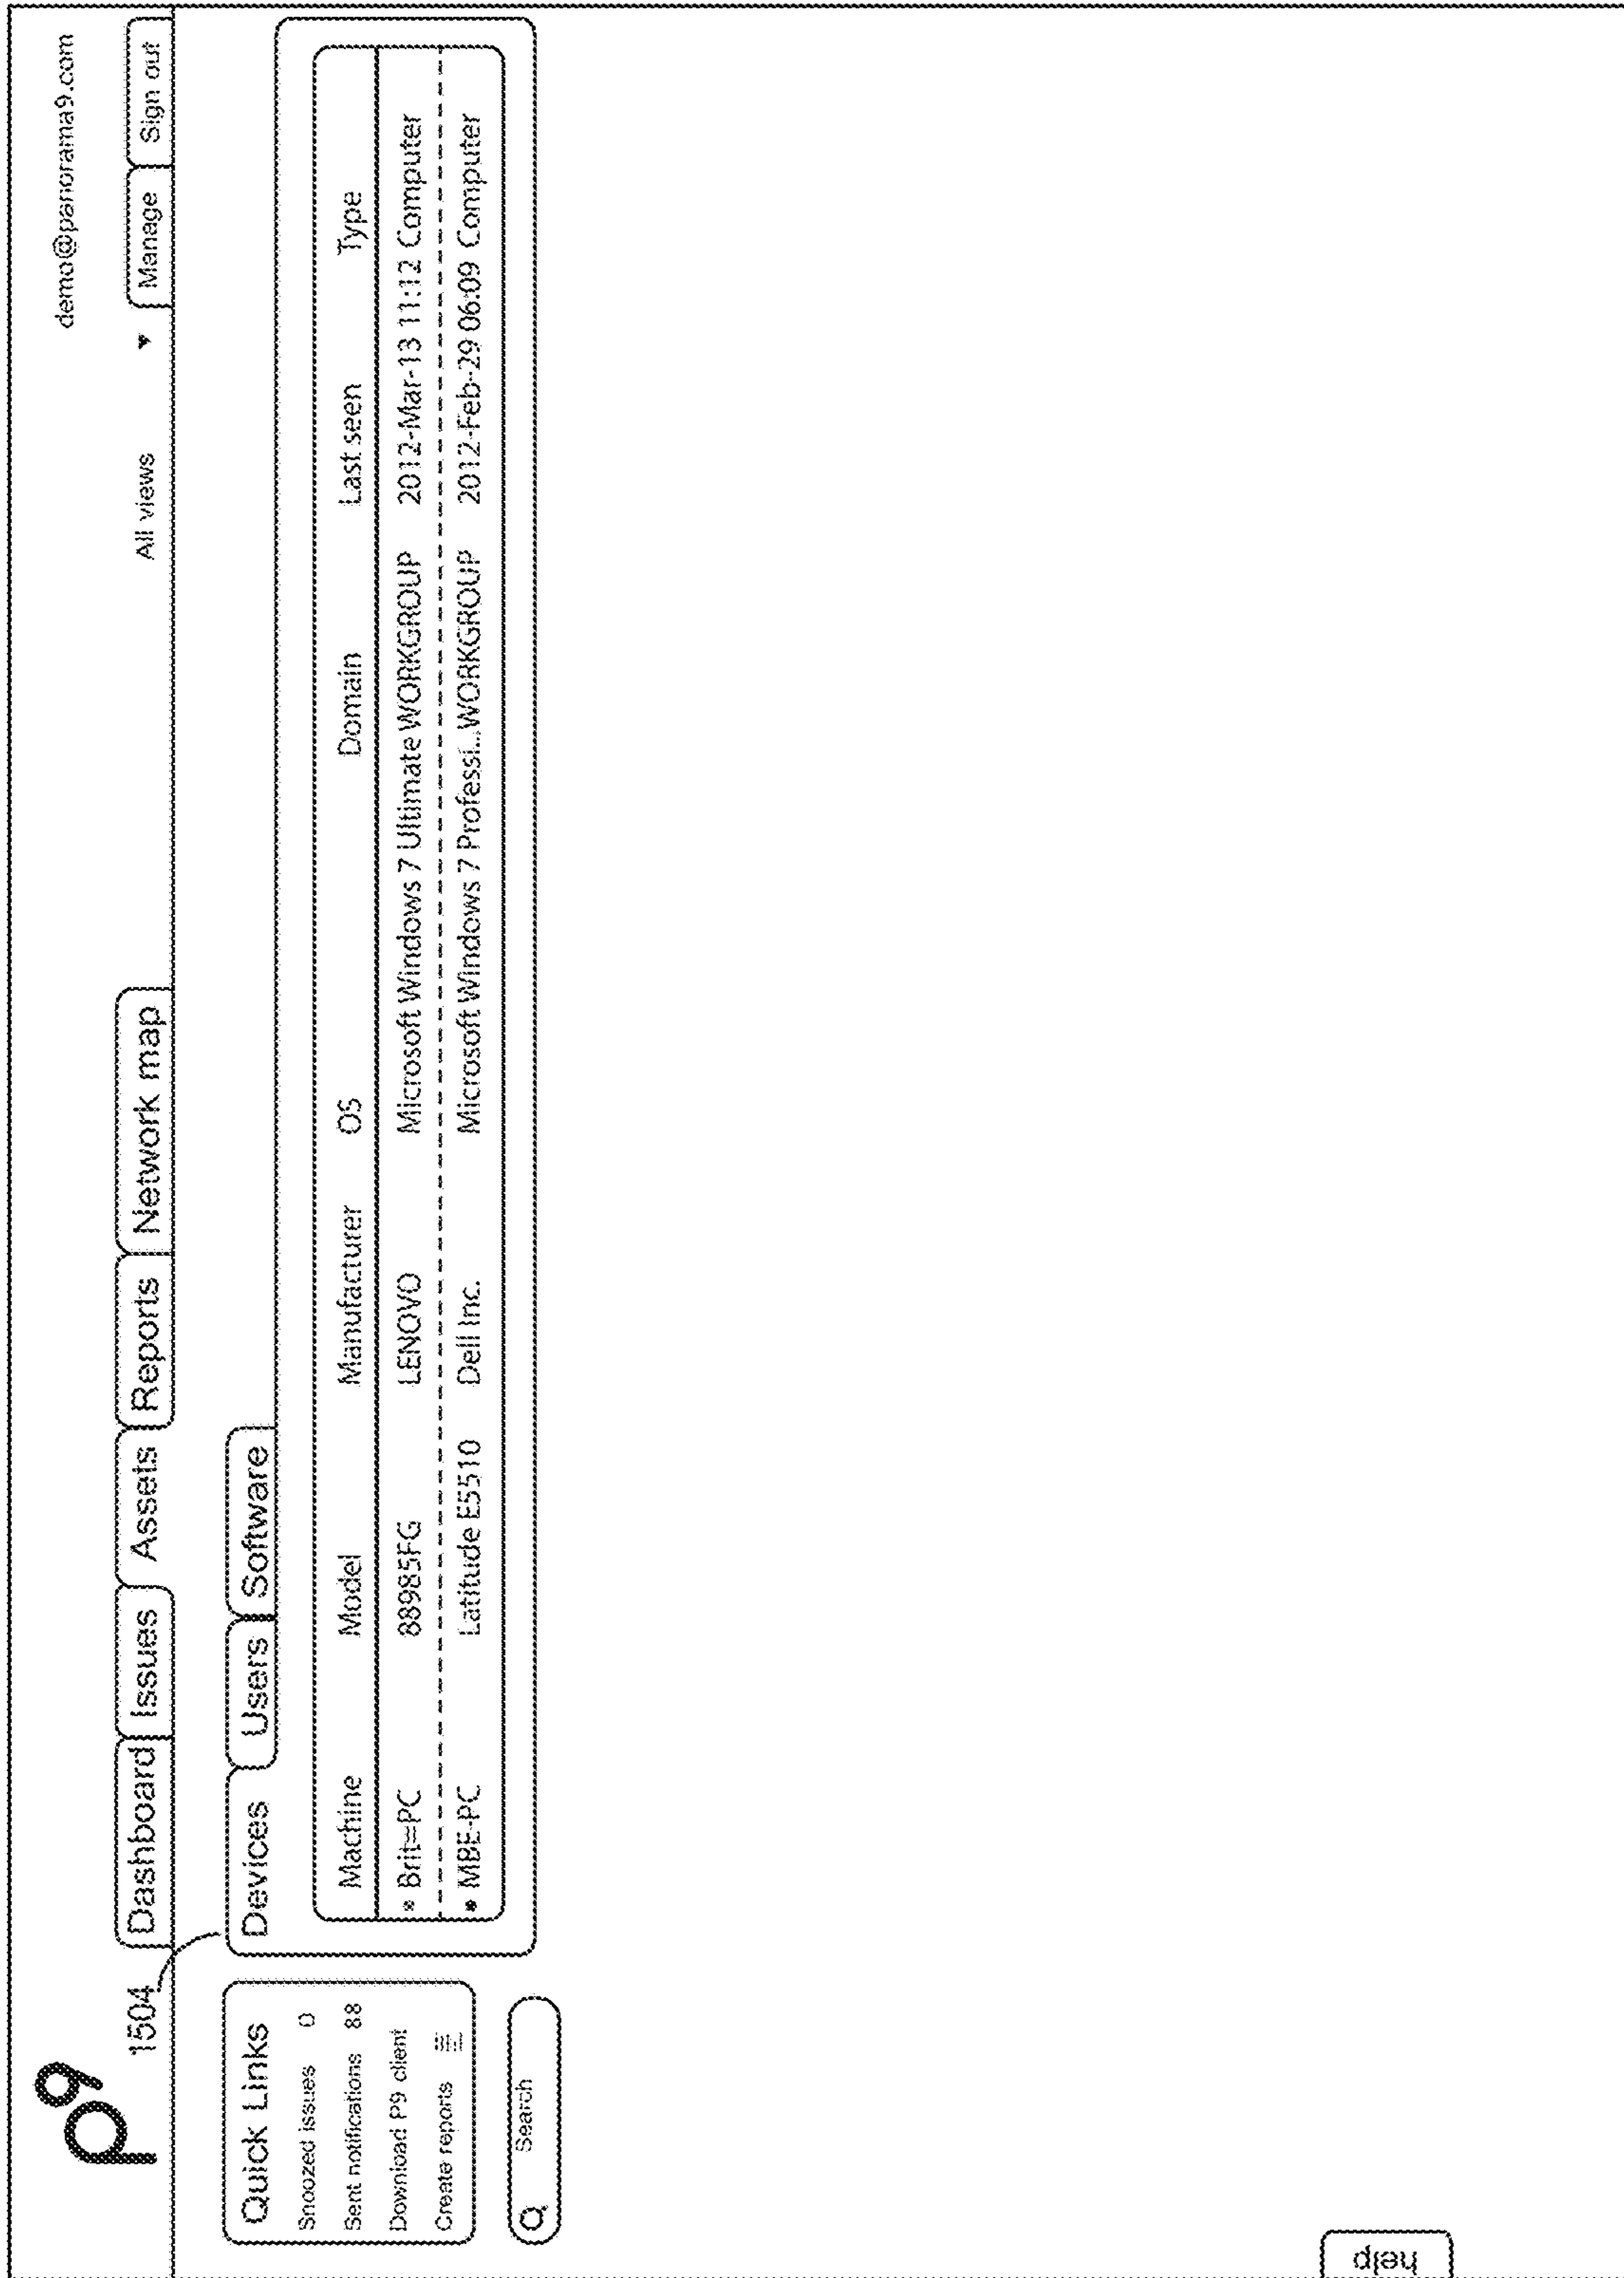 demo@panorama9.com
p9
1504
Dashboard Issues Assets Reports Network map All views Manage Sign out
Quick Links
Snoozed issues 0
Sent notifications 88
Download P9 client
Create reports
Search
Devices Users Software
Machine Model Manufacturer OS Domain Last seen Type
Brit=PC 88985FG LENOVO Microsoft Windows 7 Ultimate WORKGROUP 2012-Mar-13 11:12 Computer
MBE-PC Latitude E5510 Dell Inc. Microsoft Windows 7 Professi...WORKGROUP 2012-Feb-29 06:09 Computer
help